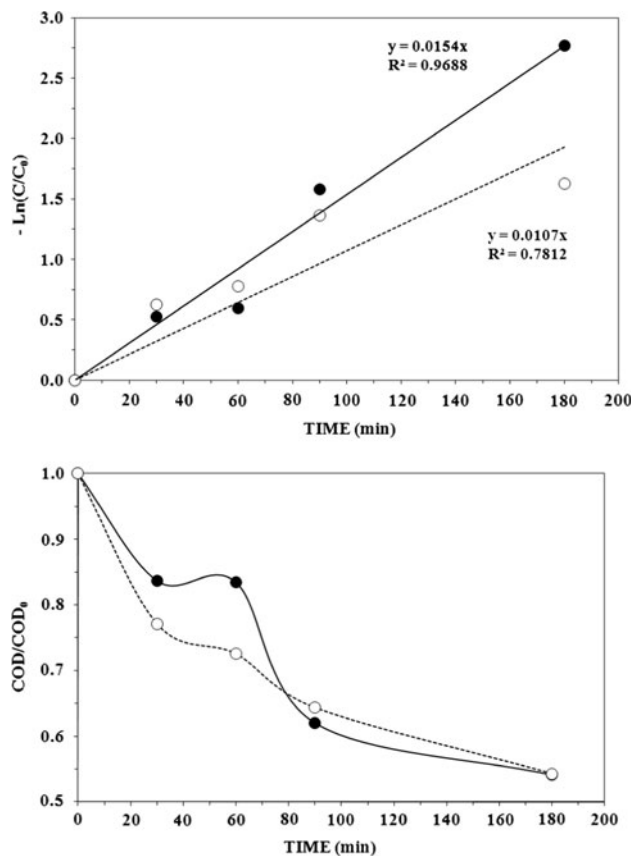 3.0
y = 0.0154x
R² = 0.9688
2.5
2.0
- Ln(C/C₀)
1.5
y = 0.0107x
R² = 0.7812
1.0
0.5
0.0
0 20 40 60 80 100 120 140 160 180 200
TIME (min)
1.0
0.9
0.8
COD/COD₀
0.7
0.6
0.5
0 20 40 60 80 100 120 140 160 180 200
TIME (min)